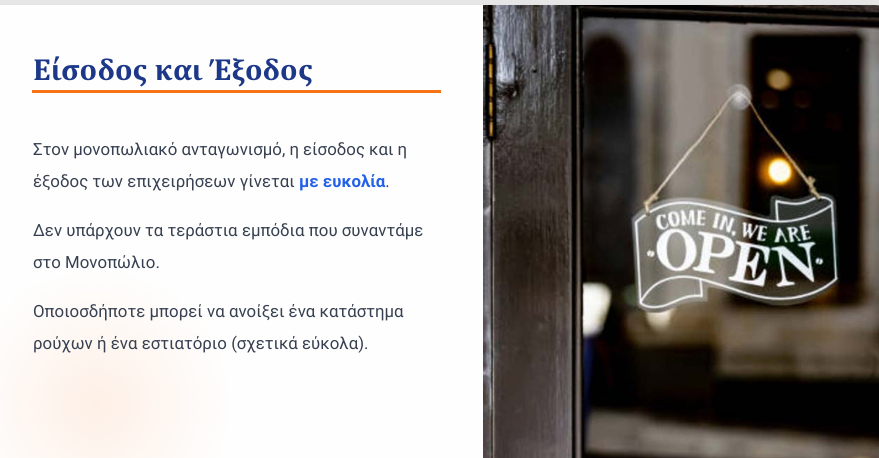 Είσοδος και Έξοδος
Στον μονοπωλιακό ανταγωνισμό, η είσοδος και η
έξοδος των επιχειρήσεων γίνεται με ευκολία.
Δεν υπάρχουν τα τεράστια εμπόδια που συναντάμε
στο Μονοπώλιο.
Οποιοσδήποτε μπορεί να ανοίξει ένα κατάστημα
ρούχων ή ένα εστιατόριο (σχετικά εύκολα).
COME IN, WE ARE
OPEN